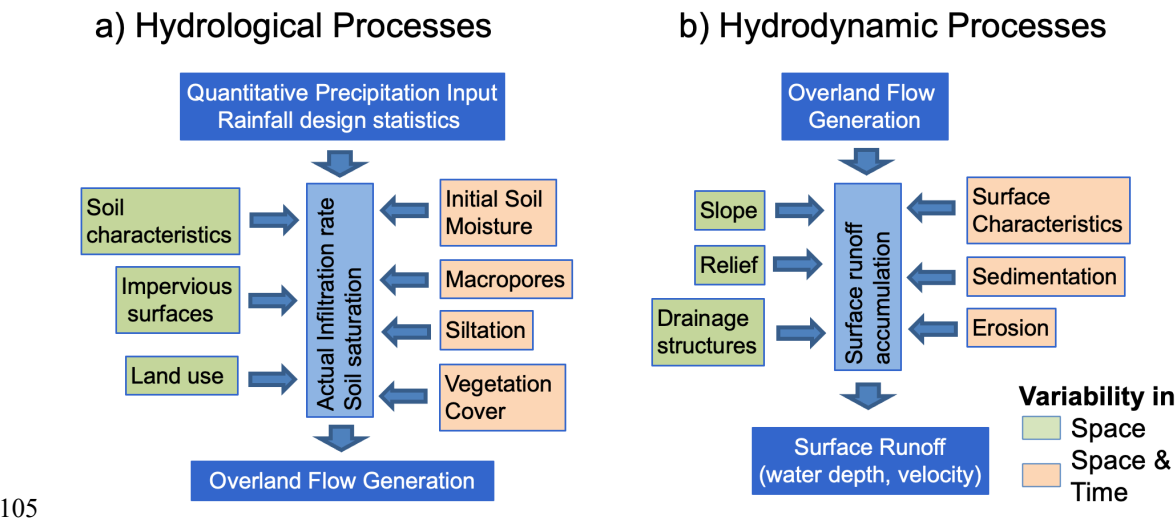 a) Hydrological Processes
Quantitative Precipitation Input
Rainfall design statistics
Soil
characteristics
Impervious
surfaces
Land use
Actual Infiltration rate
Soil saturation
Initial Soil
Moisture
Macropores
Siltation
Vegetation
Cover
Overland Flow Generation
b) Hydrodynamic Processes
Overland Flow
Generation
Slope
Relief
Drainage
structures
Surface runoff
accumulation
Surface
Characteristics
Sedimentation
Erosion
Surface Runoff
(water depth, velocity)
Variability in
Space
Space &
Time
105